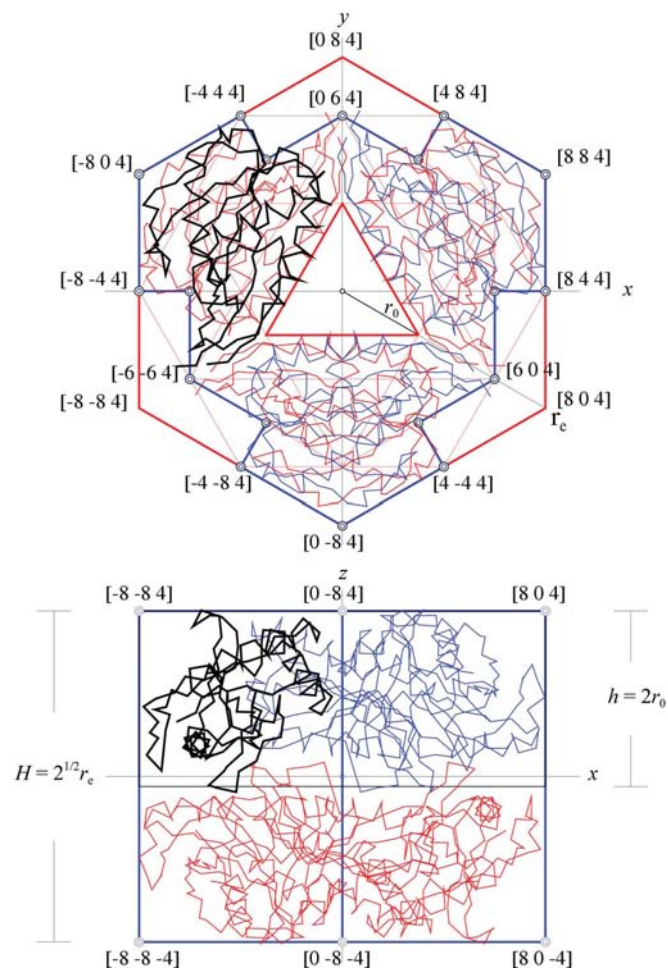 y
[0 8 4]
[-4 4 4] [0 6 4] [4 8 4]
[-8 0 4] [8 8 4]
[-8 -4 4] [8 4 4] x
r₀
[-6 -6 4] [6 0 4]
[-8 -8 4] [8 0 4]
rₑ
[-4 -8 4] [4 -4 4]
[0 -8 4]
z
[-8 -8 4] [0 -8 4] [8 0 4]
h = 2r₀
H = 2^{1/2}rₑ x
[-8 -8 -4] [0 -8 -4] [8 0 -4]